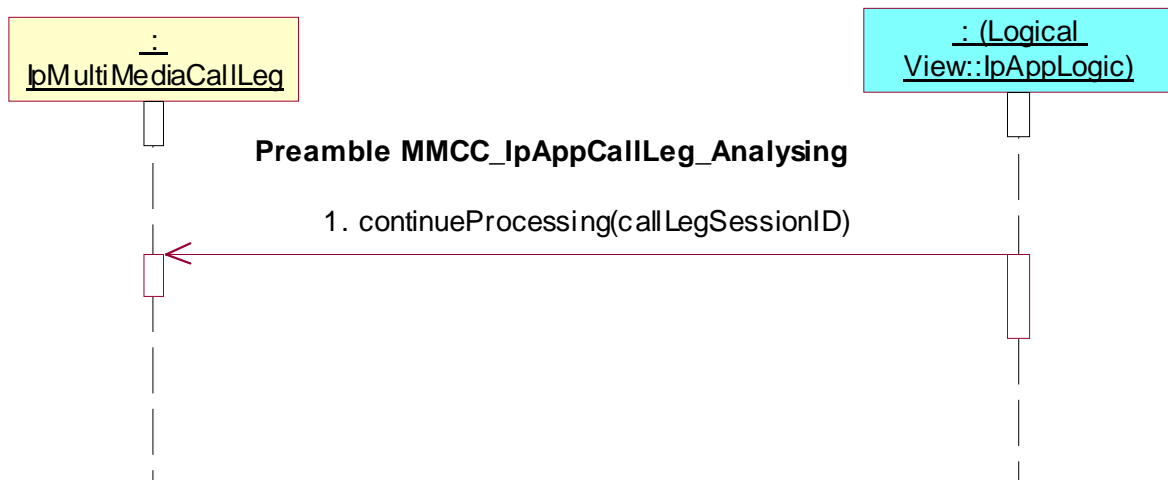 :
IpMultiMediaCallLeg
: (Logical
View::IpAppLogic)
Preamble MMCC_IpAppCallLeg_Analysing
1. continueProcessing(callLegSessionID)